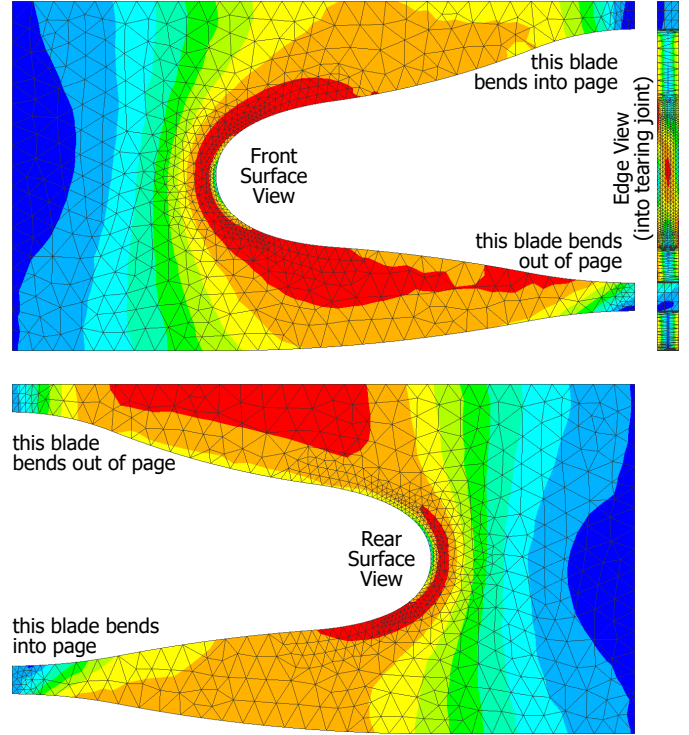 this blade
bends into page
Front
Surface
View
Edge View
(into tearing joint)
this blade bends
out of page
this blade
bends out of page
Rear
Surface
View
this blade bends
into page